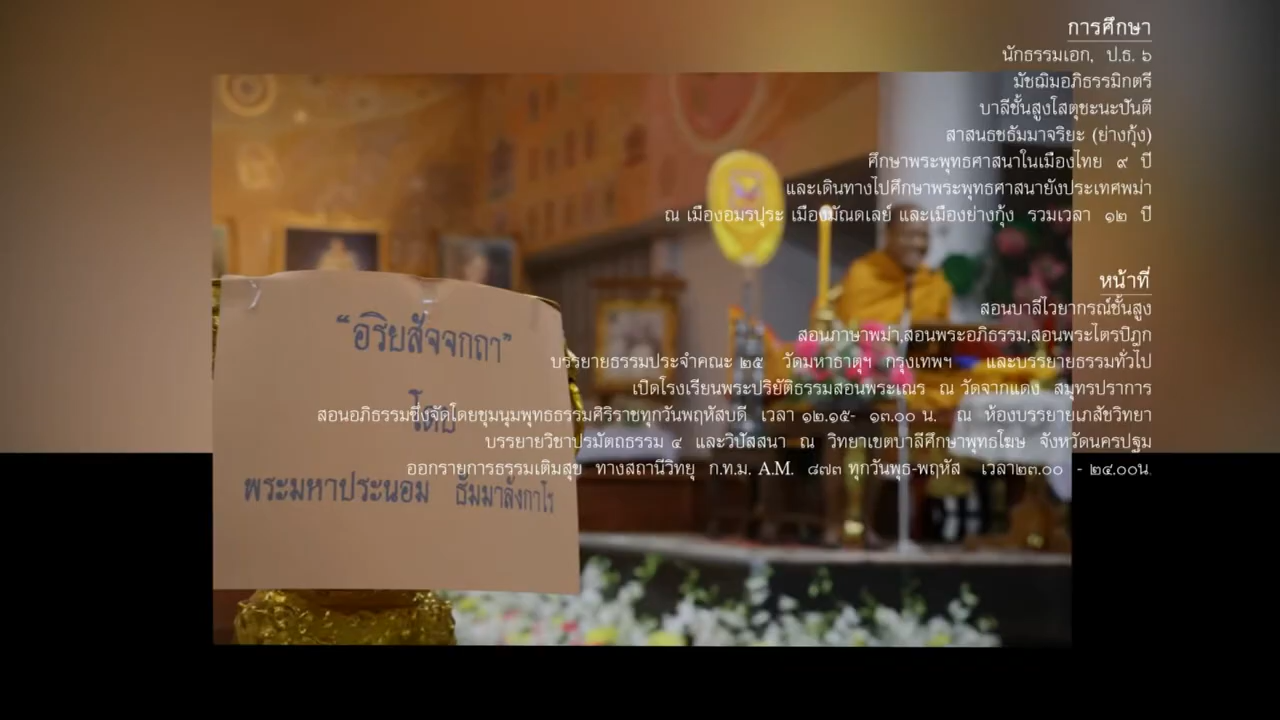 การศึกษา
นักธรรมเอก, ป.ธ. ๖
มัชฌิมอภิธรรมิกตรี
บาลีชั้นสูงโสตุชะนะปันตี
สาสนธชธัมมาจริยะ (ย่างกุ้ง)
ศึกษาพระพุทธศาสนาในเมืองไทย ๙ ปี
และเดินทางไปศึกษาพระพุทธศาสนายังประเทศพม่า
ณ เมืองอมรปุระ เมืองมัณดเลย์ และเมืองย่างกุ้ง รวมเวลา ๑๒ ปี
หน้าที่
สอนบาลีไวยากรณ์ชั้นสูง
สอนภาษาพม่า,สอนพระอภิธรรม,สอนพระไตรปิฎก
บรรยายธรรมประจำคณะ ๒๕ วัดมหาธาตุฯ กรุงเทพฯ และบรรยายธรรมทั่วไป
เปิดโรงเรียนพระปริยัติธรรมสอนพระเณร ณ วัดจากแดง สมุทรปราการ
สอนอภิธรรมซึ่งจัดโดยชุมนุมพุทธธรรมศิริราชทุกวันพฤหัสบดี เวลา ๑๒.๑๕- ๑๓.๐๐ น. ณ ห้องบรรยายเภสัชวิทยา
บรรยายวิชาปรมัตถธรรม ๔ และวิปัสสนา ณ วิทยาเขตบาลีศึกษาพุทธโฆษ จังหวัดนครปฐม
ออกรายการธรรมเติมสุข ทางสถานีวิทยุ ก.ท.ม. A.M. ๘๗๓ ทุกวันพุธ-พฤหัส เวลา๒๓.๐๐ - ๒๔.๐๐น.
“อริยสัจจกถา”
โดย
พระมหาประนอม ธัมมาลังกาโร